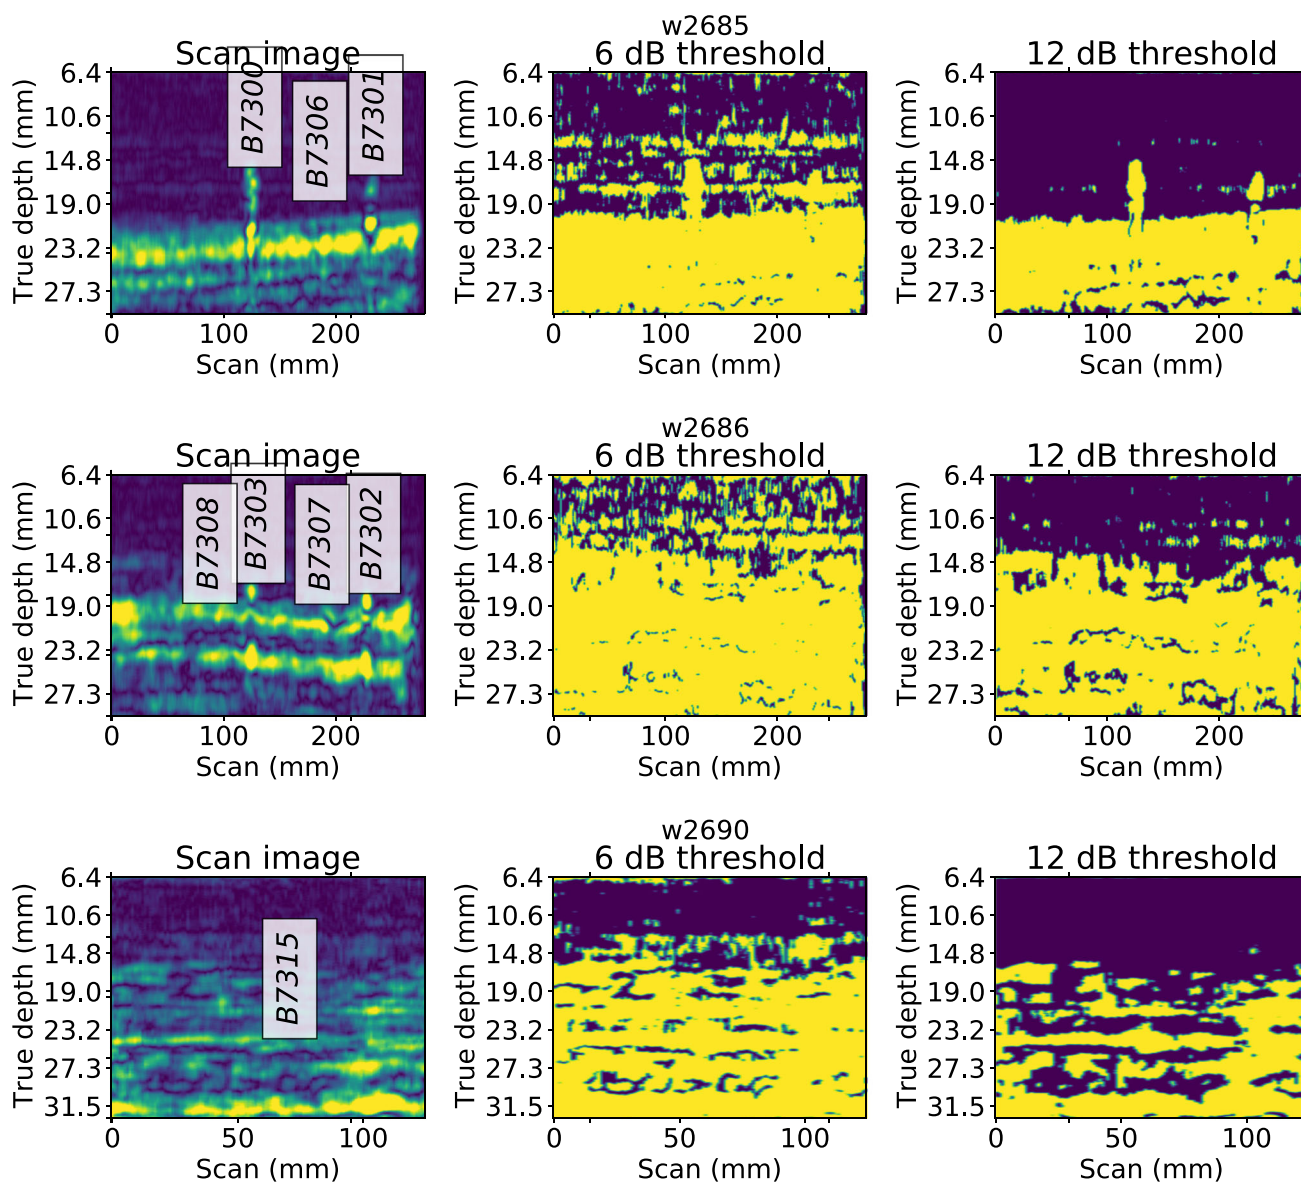 w2685
Scan image
6 dB threshold
12 dB threshold
True depth (mm)
6.4
10.6
14.8
19.0
23.2
27.3
B7300
B7306
B7301
0
100
200
Scan (mm)
True depth (mm)
6.4
10.6
14.8
19.0
23.2
27.3
0
100
200
Scan (mm)
True depth (mm)
6.4
10.6
14.8
19.0
23.2
27.3
0
100
200
Scan (mm)
w2686
Scan image
6 dB threshold
12 dB threshold
True depth (mm)
6.4
10.6
14.8
19.0
23.2
27.3
B7308
B7303
B7307
B7302
0
100
200
Scan (mm)
True depth (mm)
6.4
10.6
14.8
19.0
23.2
27.3
0
100
200
Scan (mm)
True depth (mm)
6.4
10.6
14.8
19.0
23.2
27.3
0
100
200
Scan (mm)
w2690
Scan image
6 dB threshold
12 dB threshold
True depth (mm)
6.4
10.6
14.8
19.0
23.2
27.3
31.5
B7315
0
50
100
Scan (mm)
True depth (mm)
6.4
10.6
14.8
19.0
23.2
27.3
31.5
0
50
100
Scan (mm)
True depth (mm)
6.4
10.6
14.8
19.0
23.2
27.3
31.5
0
50
100
Scan (mm)